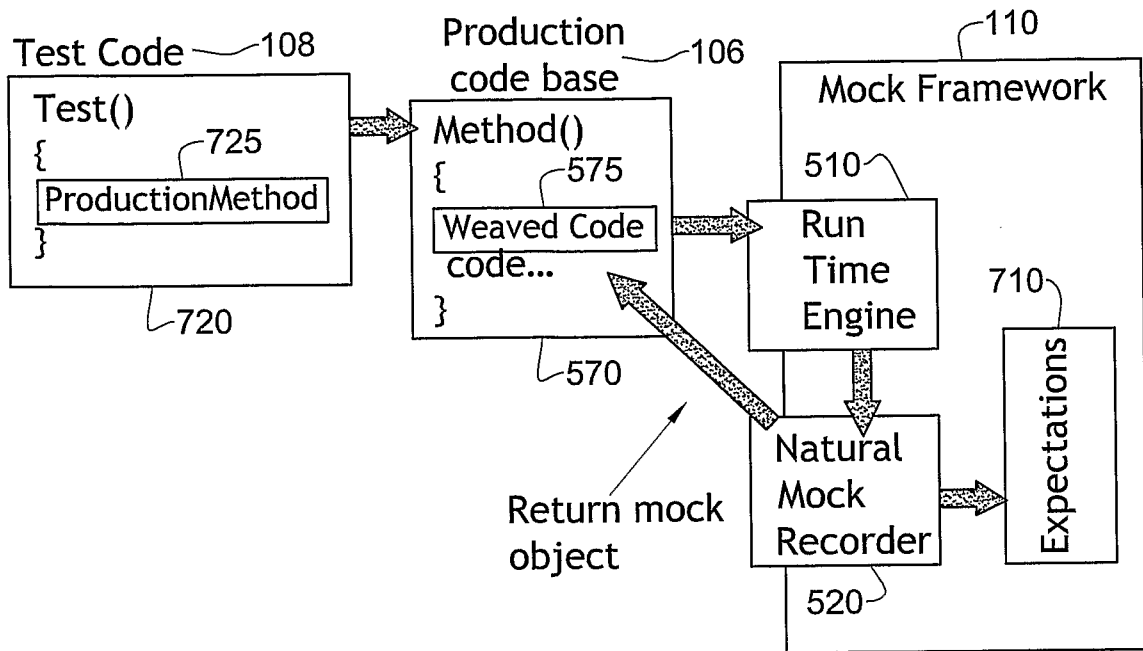 Test Code
108
Test()
{
725
ProductionMethod
}
720
Production
code base
106
Method()
{
575
Weaved Code
code...
}
570
110
Mock Framework
510
Run
Time
Engine
710
Expectations
Natural
Mock
Recorder
520
Return mock
object